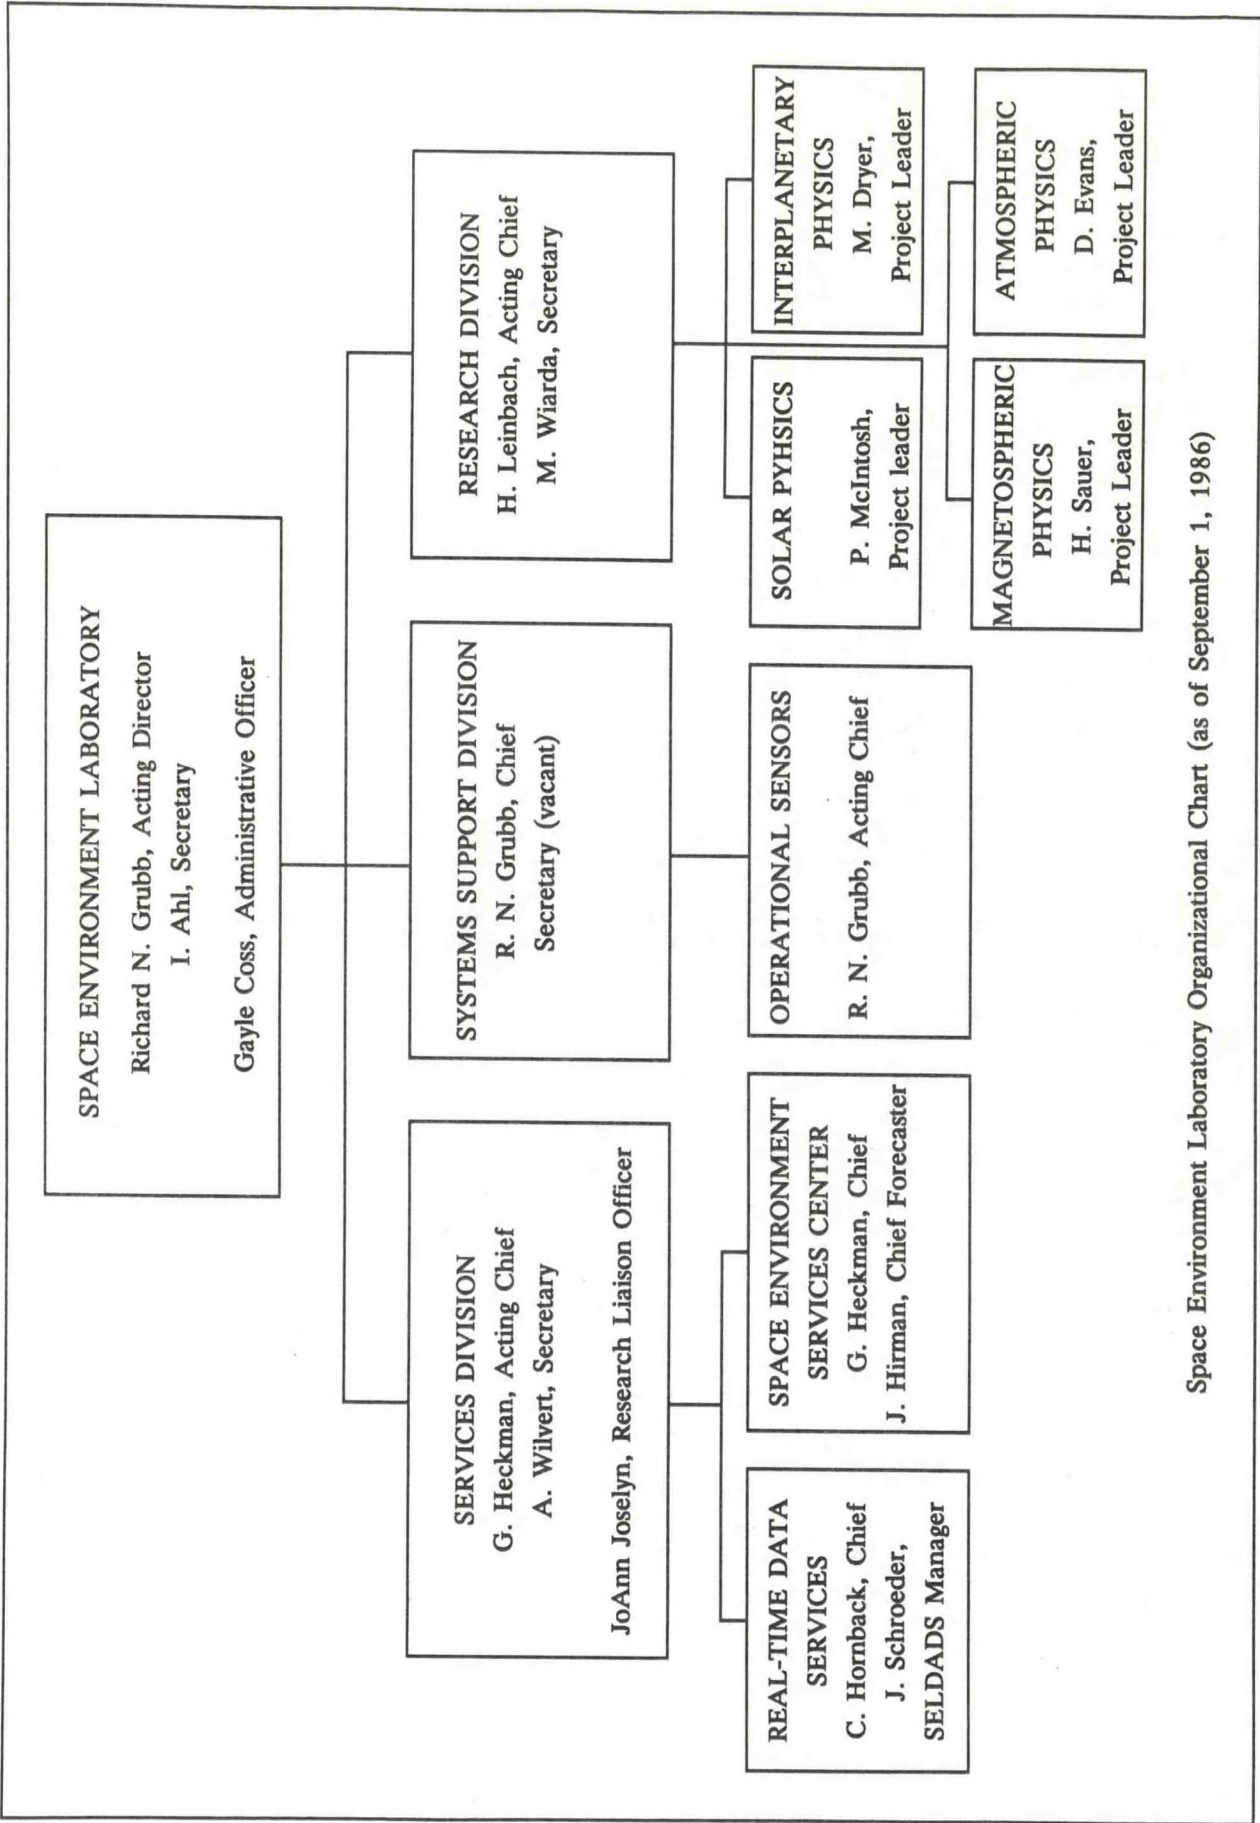 SPACE ENVIRONMENT LABORATORY
Richard N. Grubb, Acting Director
I. Ahl, Secretary
Gayle Coss, Administrative Officer
SERVICES DIVISION
G. Heckman, Acting Chief
A. Wilvert, Secretary
JoAnn Joselyn, Research Liaison Officer
SYSTEMS SUPPORT DIVISION
R. N. Grubb, Chief
Secretary (vacant)
RESEARCH DIVISION
H. Leinbach, Acting Chief
M. Wiarda, Secretary
REAL-TIME DATA
SERVICES
C. Hornback, Chief
J. Schroeder,
SELDADS Manager
SPACE ENVIRONMENT
SERVICES CENTER
G. Heckman, Chief
J. Hirman, Chief Forecaster
OPERATIONAL SENSORS
R. N. Grubb, Acting Chief
SOLAR PYHSICS
P. McIntosh,
Project leader
INTERPLANETARY
PHYSICS
M. Dryer,
Project Leader
MAGNETOSPHERIC
PHYSICS
H. Sauer,
Project Leader
ATMOSPHERIC
PHYSICS
D. Evans,
Project Leader
Space Environment Laboratory Organizational Chart (as of September 1, 1986)